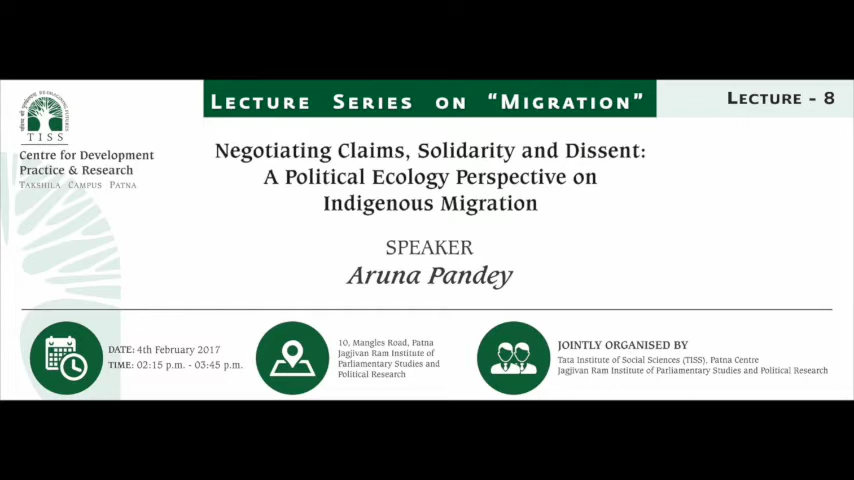 LECTURE SERIES ON "MIGRATION"
LECTURE - 8
TISS
Centre for Development
Practice & Research
TAKSHILA CAMPUS PATNA
Negotiating Claims, Solidarity and Dissent:
A Political Ecology Perspective on
Indigenous Migration
SPEAKER
Aruna Pandey
DATE: 4th February 2017
TIME: 02:15 p.m. - 03:45 p.m.
10, Mangles Road, Patna
Jagjivan Ram Institute of
Parliamentary Studies and
Political Research
JOINTLY ORGANISED BY
Tata Institute of Social Sciences (TISS), Patna Centre
Jagjivan Ram Institute of Parliamentary Studies and Political Research